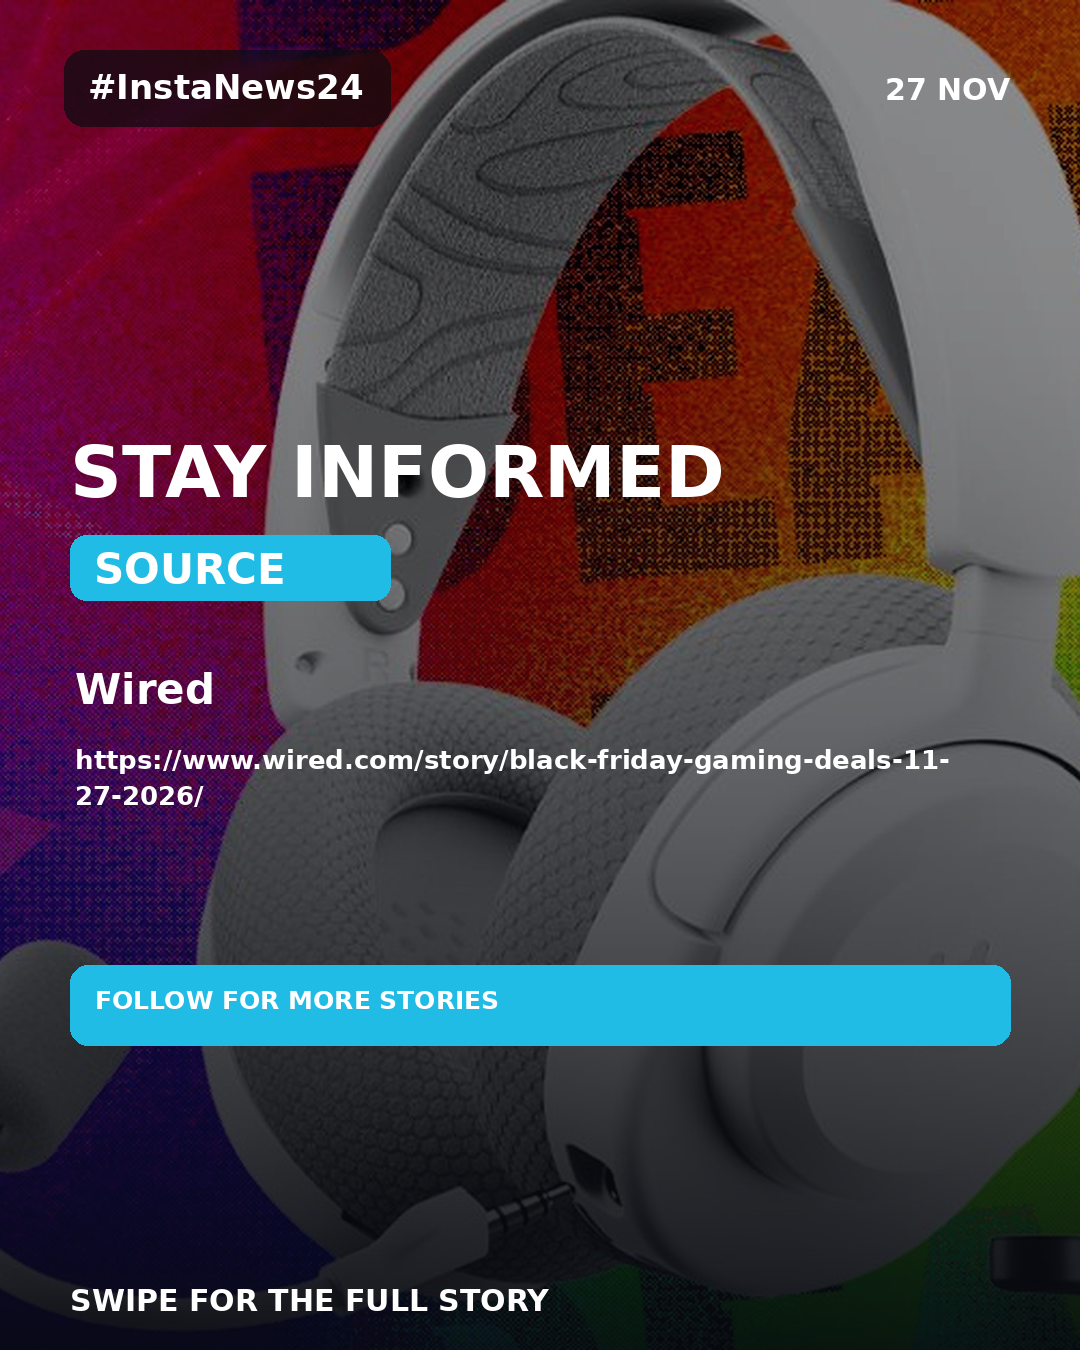 #InstaNews24
27 NOV
STAY INFORMED
SOURCE
Wired
https://www.wired.com/story/black-friday-gaming-deals-11-
27-2026/
FOLLOW FOR MORE STORIES
SWIPE FOR THE FULL STORY